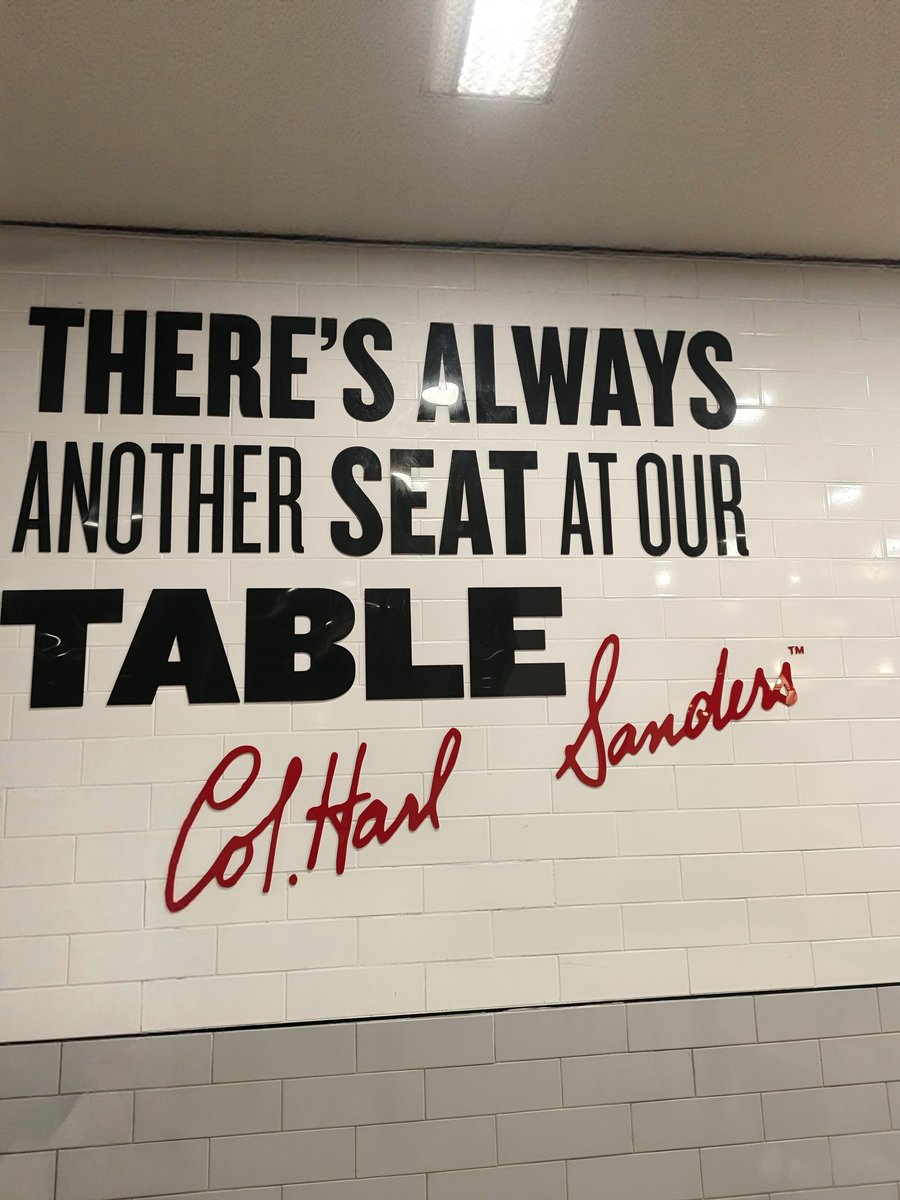 THERE'S ALWAYS
ANOTHER SEAT AT OUR
TABLE
Col. Harl Sanders™